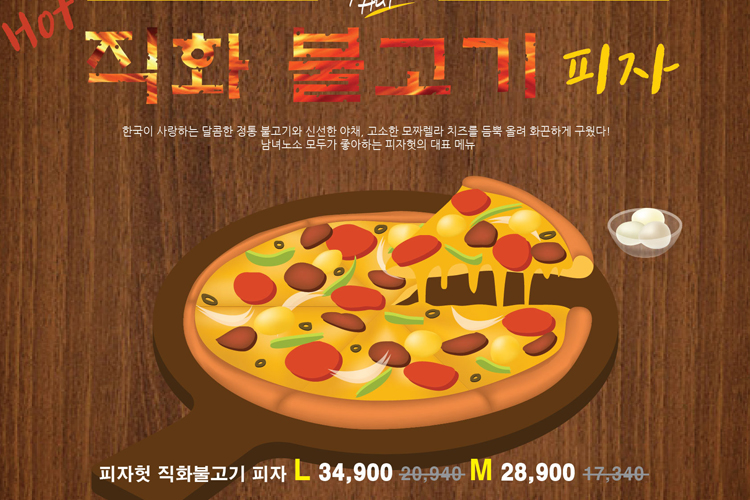 Hut
Hot
직화 불고기 피자
한국이 사랑하는 달콤한 정통 불고기와 신선한 야채, 고소한 모짜렐라 치즈를 듬뿍 올려 화끈하게 구웠다!
남녀노소 모두가 좋아하는 피자헛의 대표 메뉴
피자헛 직화불고기 피자 L 34,900 20,940 M 28,900 17,340